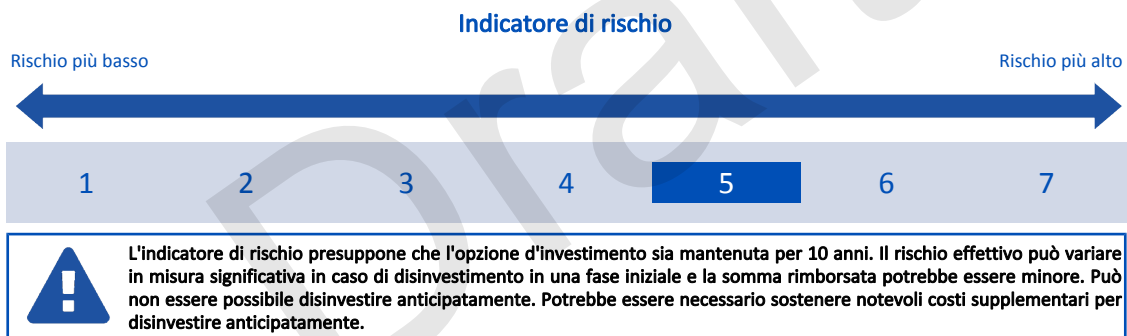 Indicatore di rischio
Rischio più basso
Rischio più alto
1 2 3 4 5 6 7
L'indicatore di rischio presuppone che l'opzione d'investimento sia mantenuta per 10 anni. Il rischio effettivo può variare
in misura significativa in caso di disinvestimento in una fase iniziale e la somma rimborsata potrebbe essere minore. Può
non essere possibile disinvestire anticipatamente. Potrebbe essere necessario sostenere notevoli costi supplementari per
disinvestire anticipatamente.